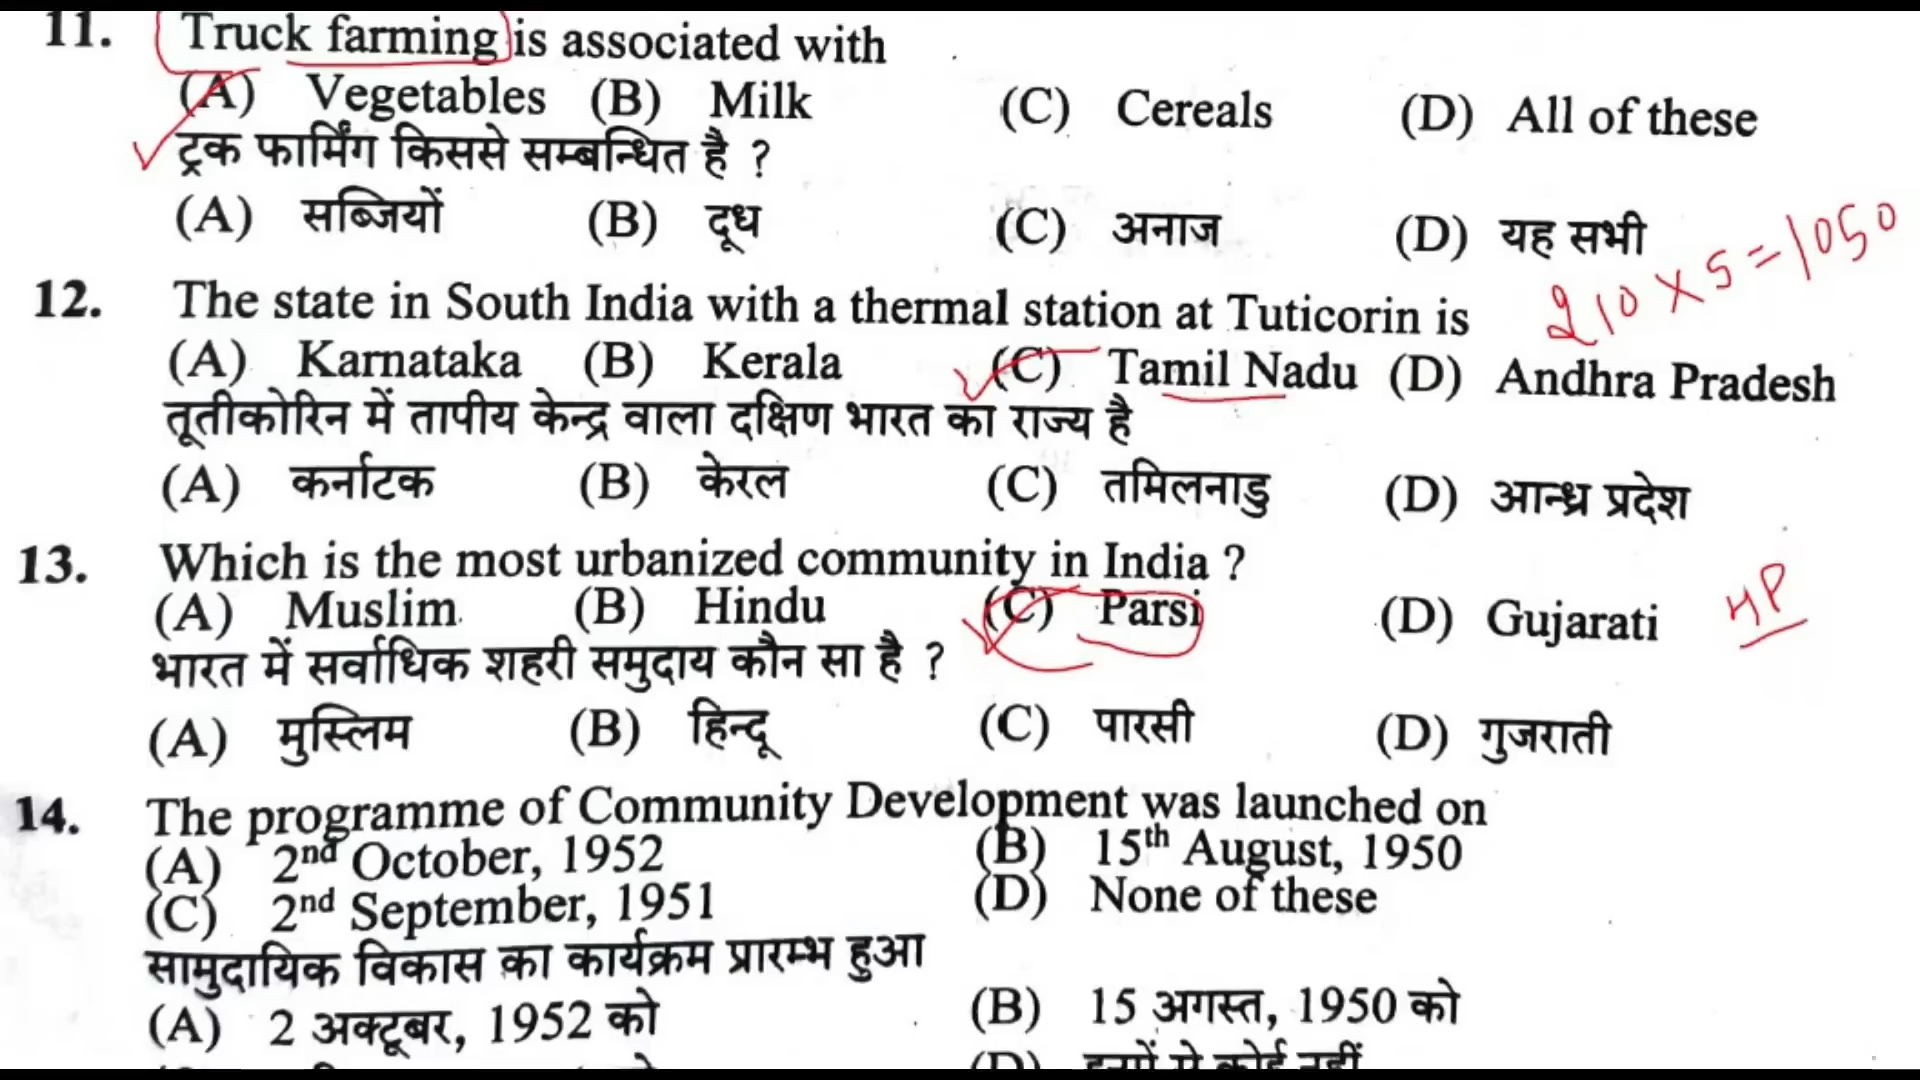 11. Truck farming is associated with
(A) Vegetables (B) Milk (C) Cereals (D) All of these
ट्रक फार्मिंग किससे सम्बन्धित है ?
(A) सब्जियों (B) दूध (C) अनाज (D) यह सभी
210 x 5 = 1050
12. The state in South India with a thermal station at Tuticorin is
(A) Karnataka (B) Kerala (C) Tamil Nadu (D) Andhra Pradesh
तूतीकोरिन में तापीय केन्द्र वाला दक्षिण भारत का राज्य है
(A) कर्नाटक (B) केरल (C) तमिलनाडु (D) आन्ध्र प्रदेश
13. Which is the most urbanized community in India ?
(A) Muslim (B) Hindu (C) Parsi (D) Gujarati HP
भारत में सर्वाधिक शहरी समुदाय कौन सा है ?
(A) मुस्लिम (B) हिन्दू (C) पारसी (D) गुजराती
14. The programme of Community Development was launched on
(A) 2nd October, 1952 (B) 15th August, 1950
(C) 2nd September, 1951 (D) None of these
सामुदायिक विकास का कार्यक्रम प्रारम्भ हुआ
(A) 2 अक्टूबर, 1952 को (B) 15 अगस्त, 1950 को
(D) इनमें से कोई नहीं